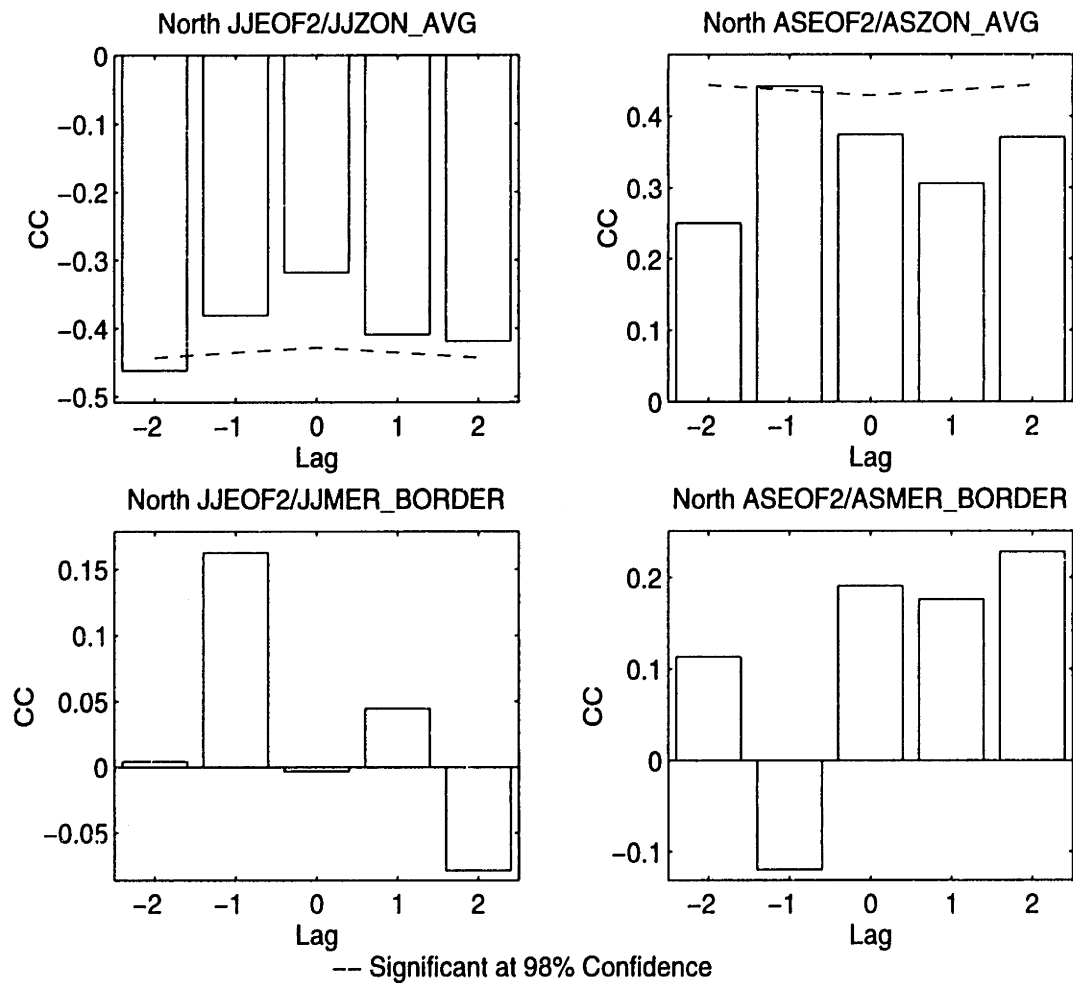 North JJEOF2/JJZON_AVG
0
−0.1
−0.2
−0.3
−0.4
−0.5
CC
−2 −1 0 1 2
Lag
North ASEOF2/ASZON_AVG
0.4
0.3
0.2
0.1
0
CC
−2 −1 0 1 2
Lag
North JJEOF2/JJMER_BORDER
0.15
0.1
0.05
0
−0.05
CC
−2 −1 0 1 2
Lag
North ASEOF2/ASMER_BORDER
0.2
0.1
0
−0.1
CC
−2 −1 0 1 2
Lag
−− Significant at 98% Confidence